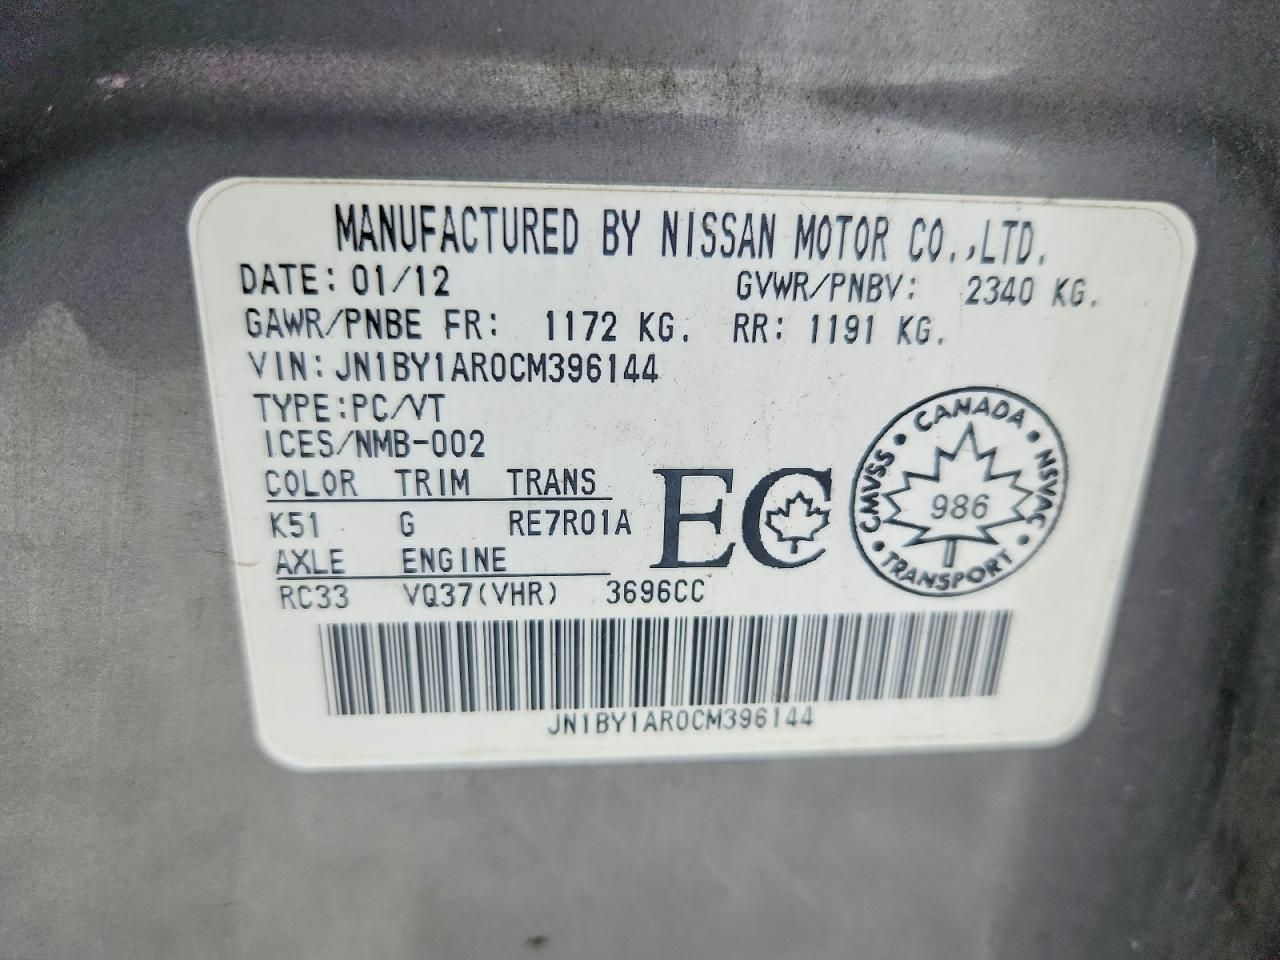 MANUFACTURED BY NISSAN MOTOR CO.,LTD.
DATE: 01/12 GVWR/PNBV: 2340 KG.
GAWR/PNBE FR: 1172 KG. RR: 1191 KG.
VIN: JN1BY1AR0CM396144
TYPE:PC/VT
ICES/NMB-002
COLOR TRIM TRANS
K51 G RE7R01A
AXLE ENGINE
RC33 VQ37(VHR) 3696CC
EC
CMVSS • CANADA • NSVAC • TRANSPORT •
986
JN1BY1AR0CM396144